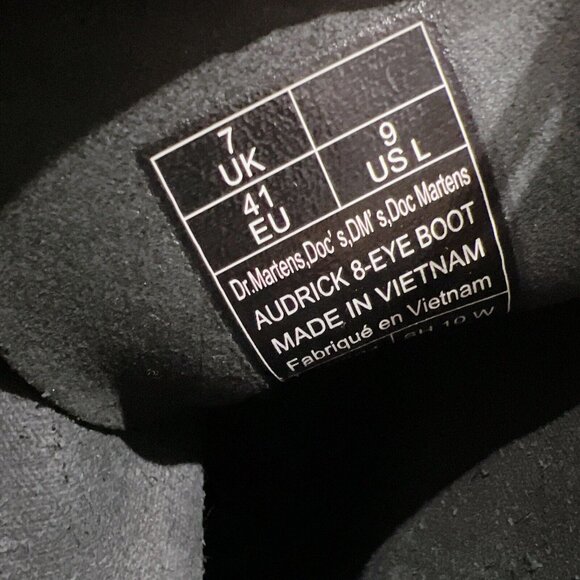 7
UK
41
EU
9
US L
Dr.Martens,Doc's,DM's,Doc Martens
AUDRICK 8-EYE BOOT
MADE IN VIETNAM
Fabriqué en Vietnam
10 W